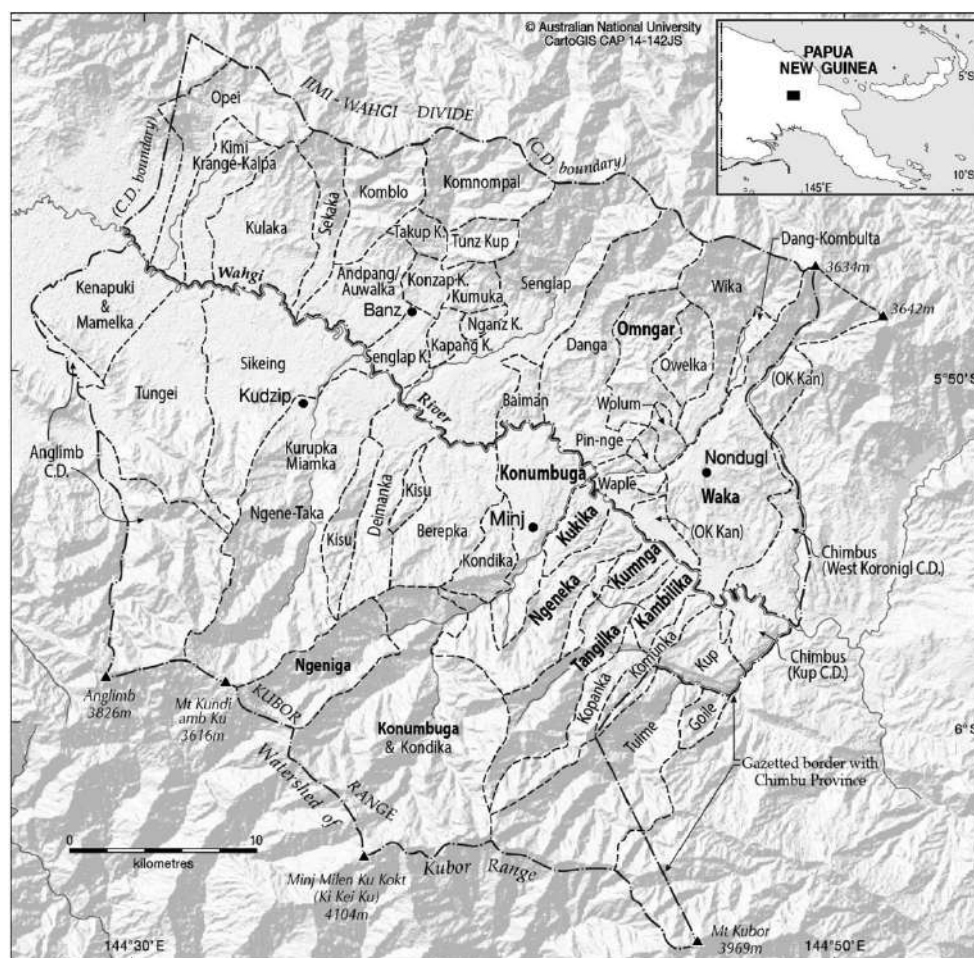 © Australian National University
CartoGIS CAP 14-142JS
PAPUA
NEW GUINEA
5°S
10°S
145°E
JIMI - WAHGI DIVIDE
(C.D. boundary)
(C.D. boundary)
Opei
Kimi
Krange-Kalpa
Kulaka
Sekaka
Komblo
Komnompal
Takup K.
Tunz Kup
Dang-Kombulta
3634m
3642m
Wahgi
Andpang/
Auwalka
Konzap K.
Kumuka
Senglap
Wika
Kenapuki
&
Mamelka
Banz
Nganz K.
Omngar
Danga
Owelka
Senglap K.
Kapang K.
Sikeing
(OK Kan)
5°50'S
Tungei
Kudzip
River
Baiman
Wolum
Anglimb
C.D.
Kurupka
Miamka
Pin-nge
Nondugl
Konumbuga
Waple
Waka
Ngene-Taka
Kisu
Deimanka
Kisu
Berepka
Minj
Kukika
(OK Kan)
Kondika
Chimbus
(West Koronigl C.D.)
Ngeneka
Kumnga
Kambilika
Tangilka
Komunka
Kup
Chimbus
(Kup C.D.)
Ngeniga
Kopanka
Anglimb
3826m
Mt Kundi
amb Ku
3616m
KUBOR
RANGE
Konumbuga
& Kondika
Tuime
Goile
6°S
Gazetted border with
Chimbu Province
Watershed of
Kubor Range
0 10
kilometres
Minj Milen Ku Kokt
(Ki Kei Ku)
4104m
Mt Kubor
3969m
144°30'E
144°50'E